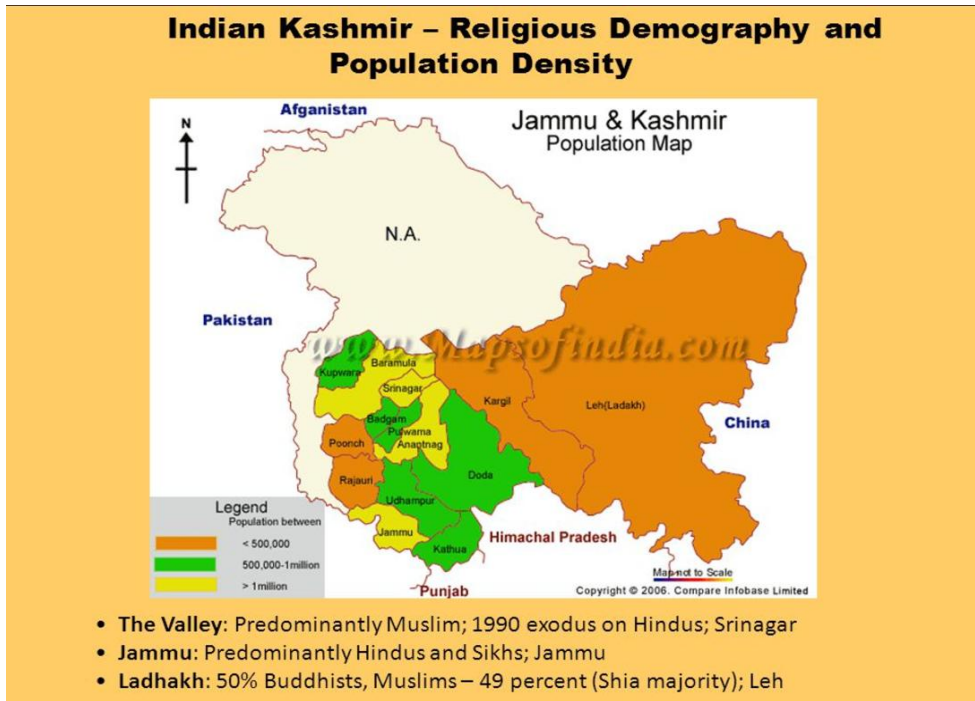 Indian Kashmir – Religious Demography and
Population Density
Afganistan
N
Jammu & Kashmir
Population Map
N.A.
Pakistan
www.Mapsofindia.com
Baramula
Kupwara
Srinagar
Kargil
Leh(Ladakh)
Badgam
China
Pulwama
Poonch
Anantnag
Rajauri
Doda
Udhampur
Legend
Population between
Jammu
Himachal Pradesh
< 500,000
Kathua
500,000-1million
Map not to Scale
> 1million
Punjab
Copyright © 2006. Compare Infobase Limited
• The Valley: Predominantly Muslim; 1990 exodus on Hindus; Srinagar
• Jammu: Predominantly Hindus and Sikhs; Jammu
• Ladhakh: 50% Buddhists, Muslims – 49 percent (Shia majority); Leh